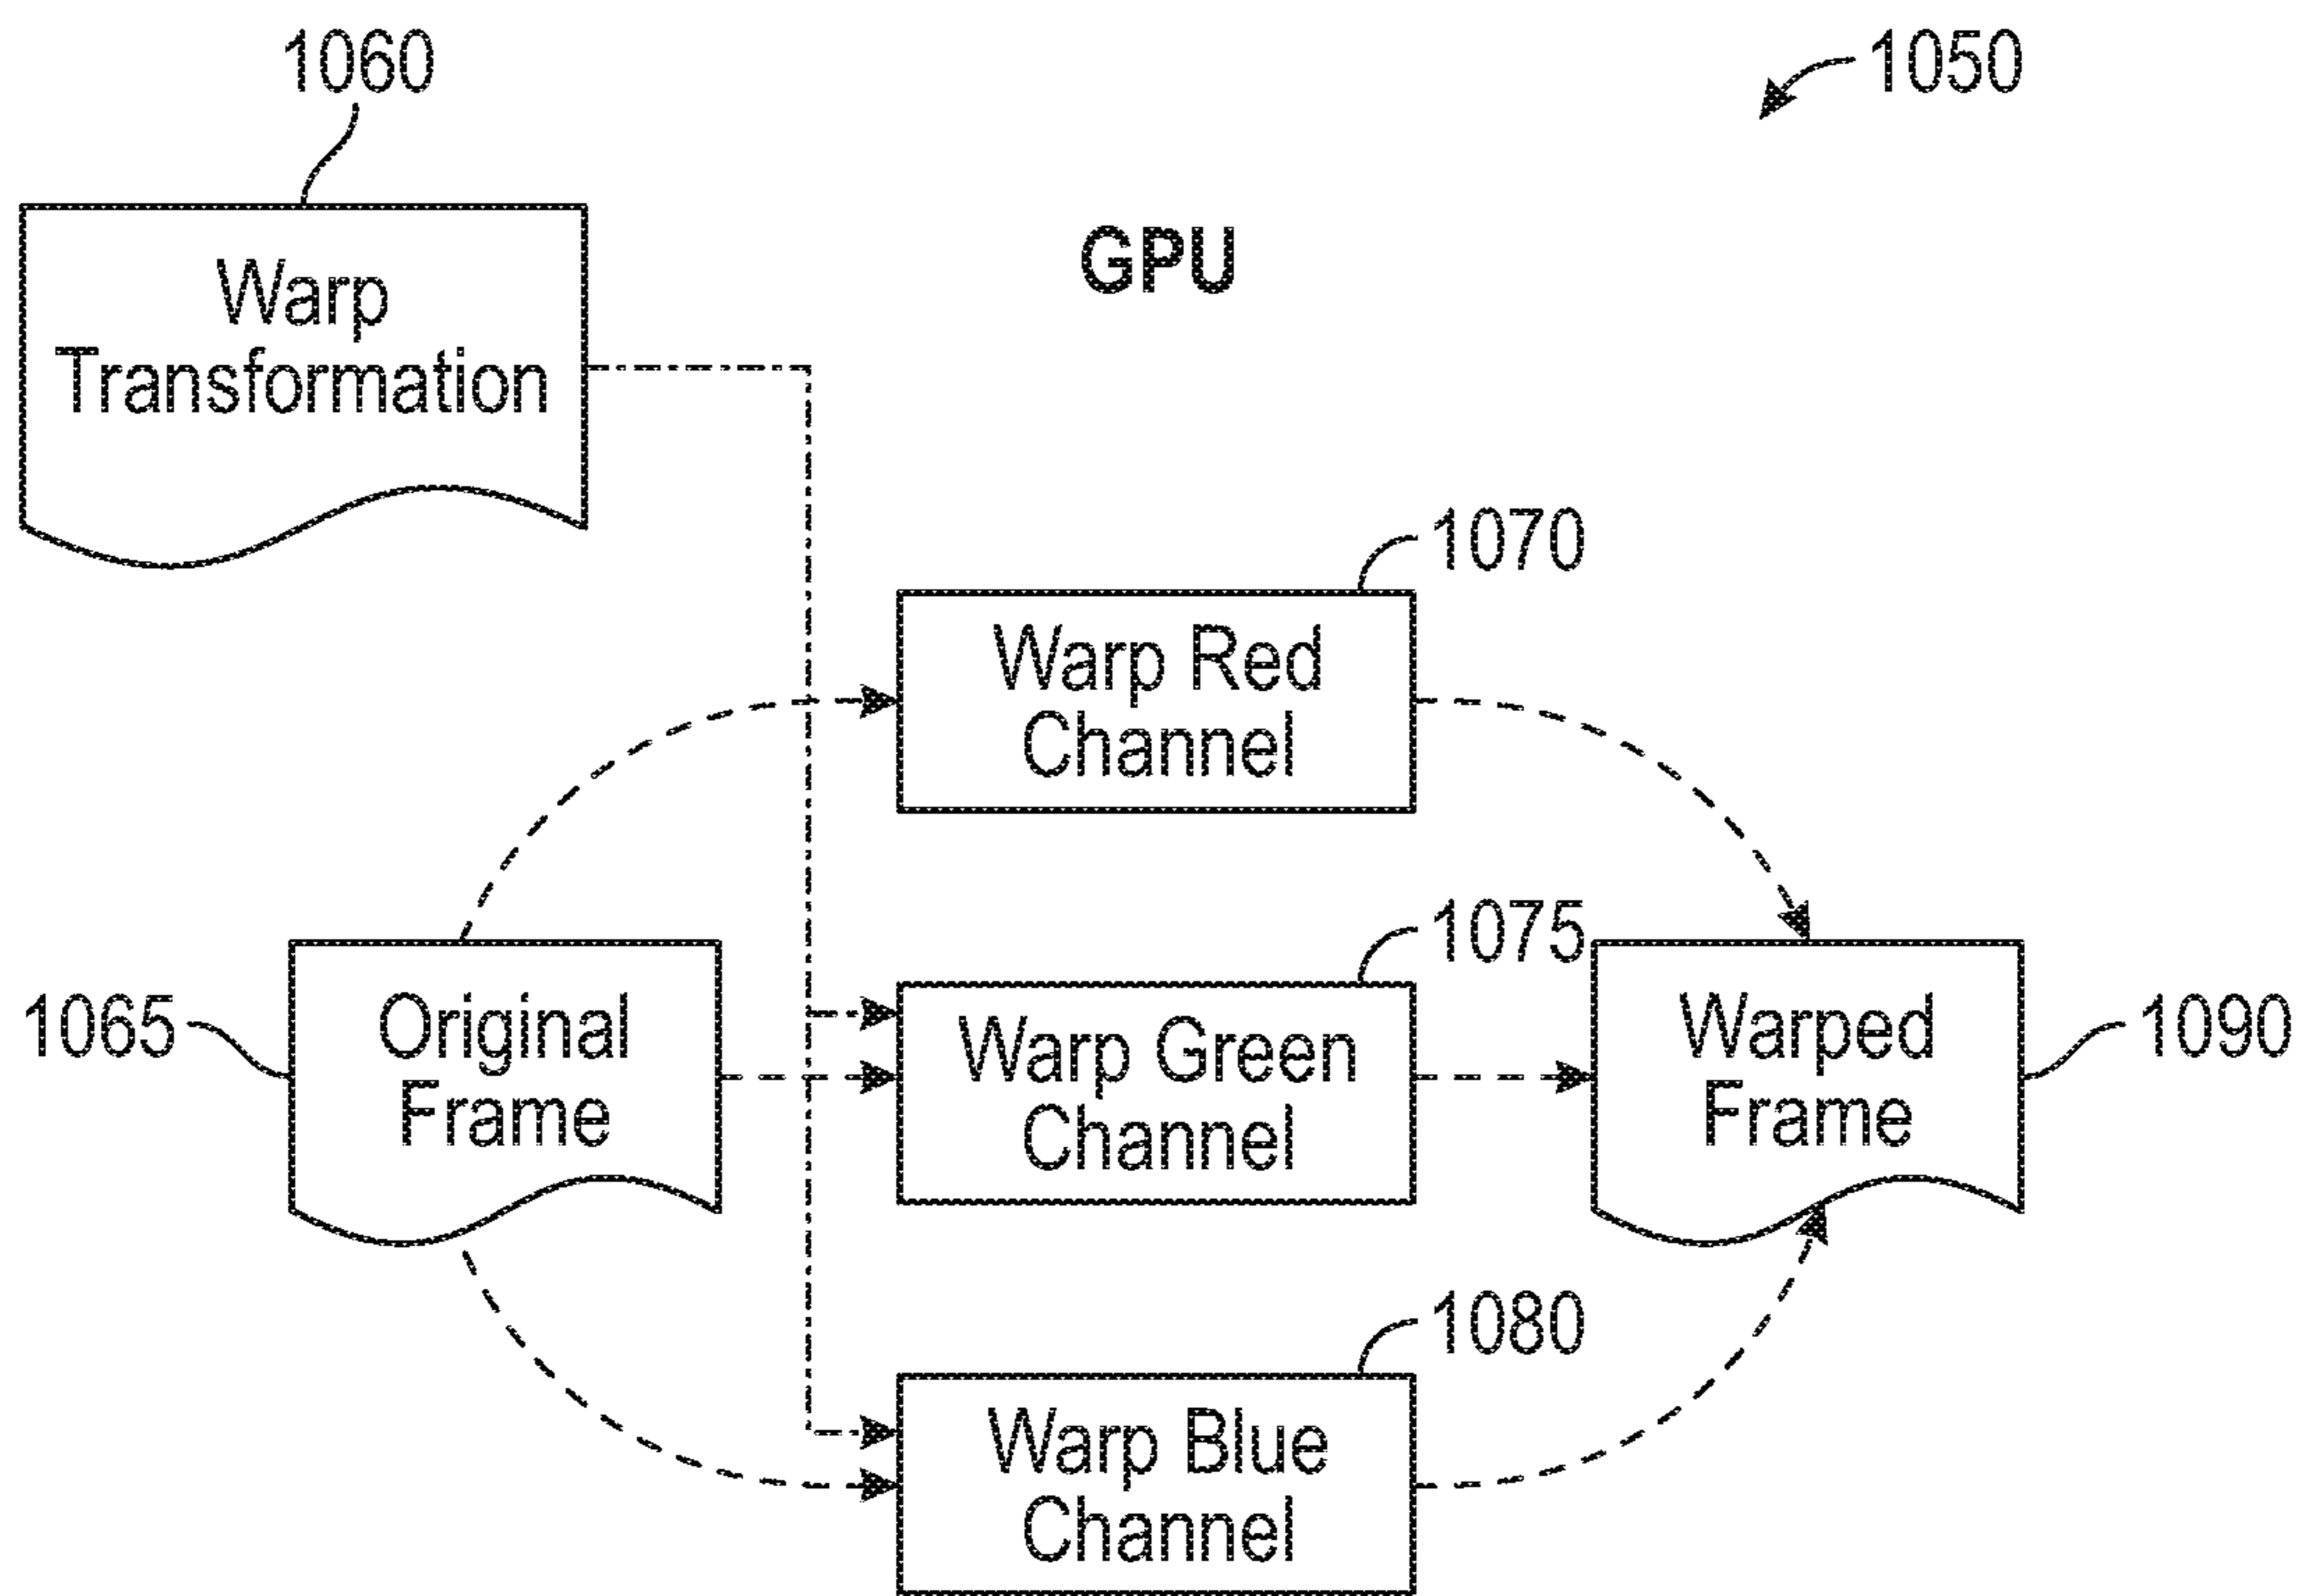 1060
1050
Warp
Transformation
GPU
1070
Warp Red
Channel
1065
Original
Frame
1075
Warp Green
Channel
Warped
Frame
1090
1080
Warp Blue
Channel